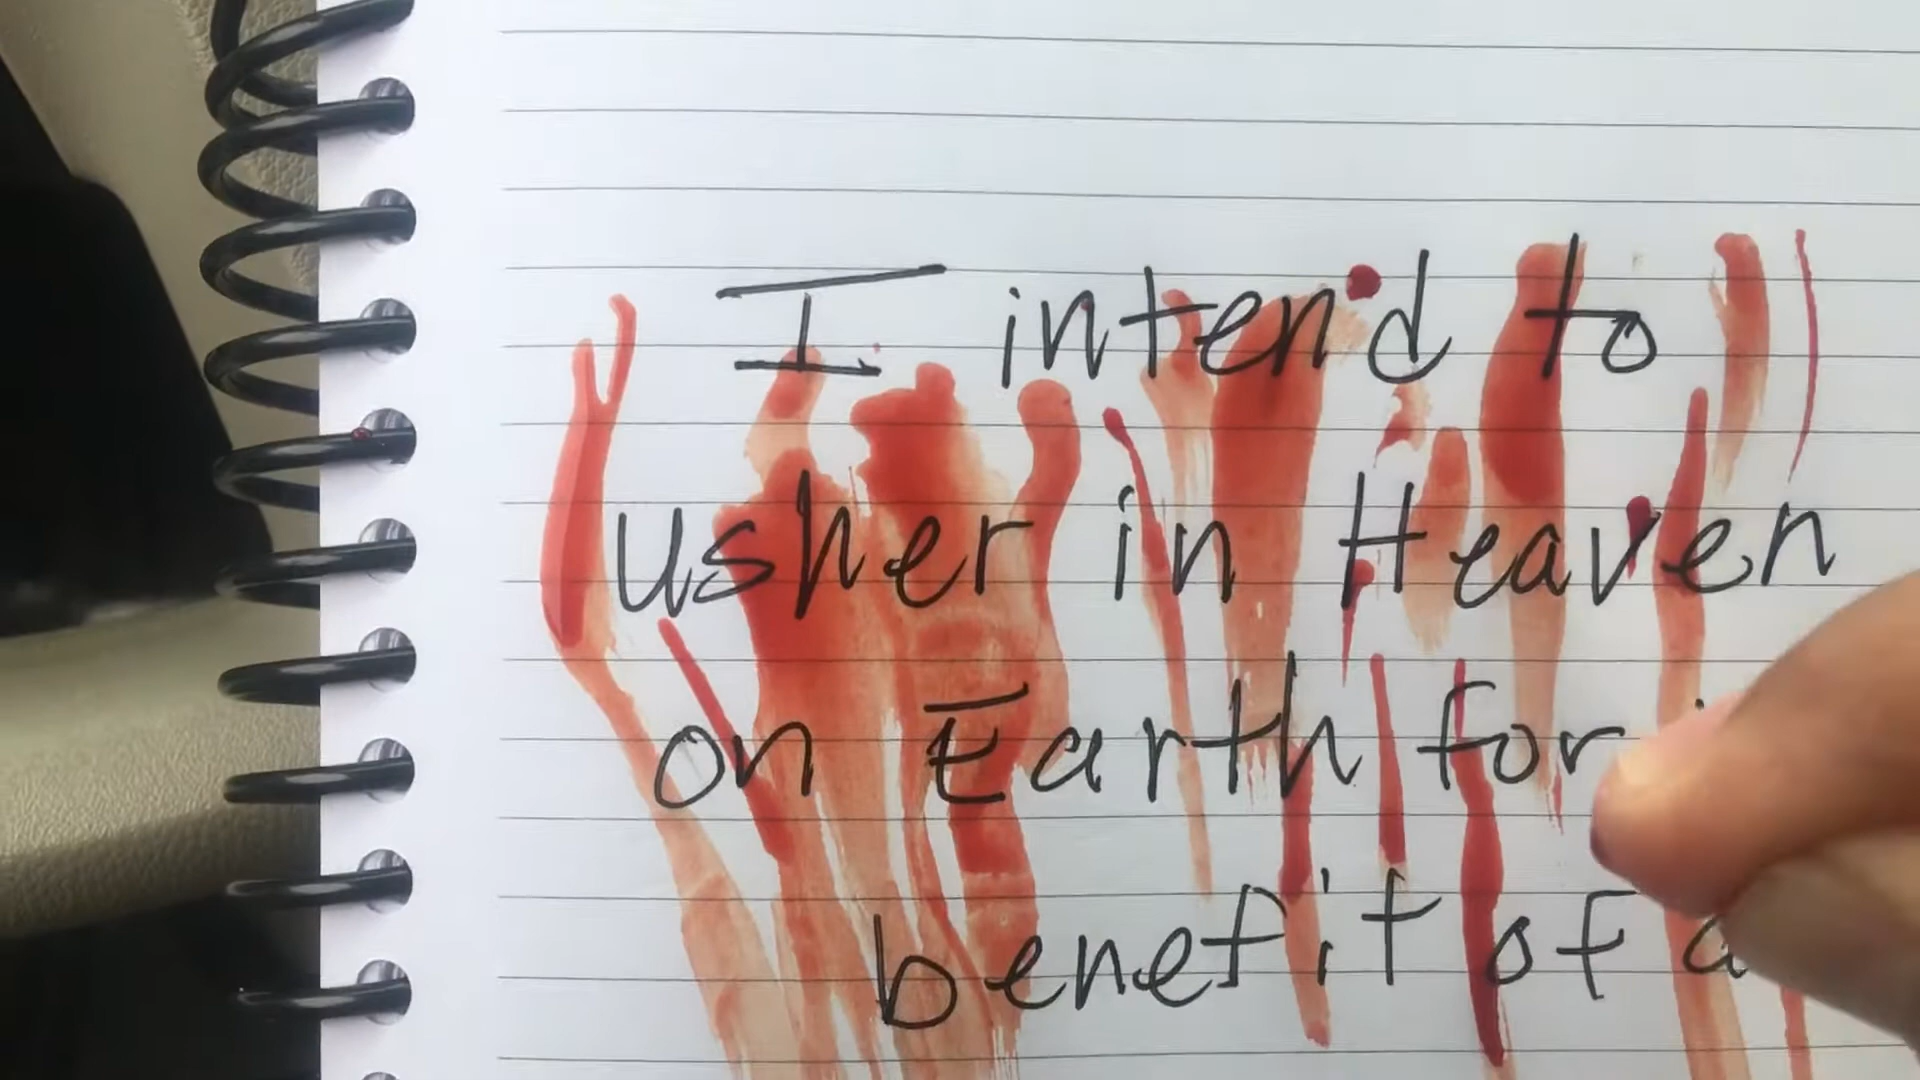 I intend to
usher in Heaven
on Earth for
benefit of